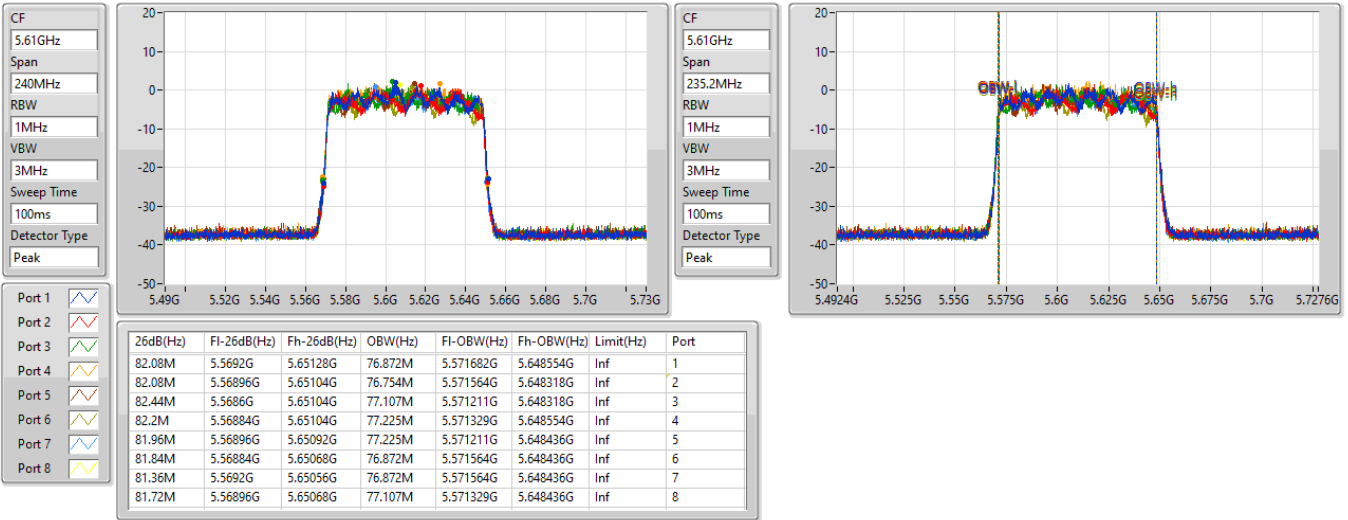 CF
5.61GHz
Span
240MHz
RBW
1MHz
VBW
3MHz
Sweep Time
100ms
Detector Type
Peak
20
10
0
-10
-20
-30
-40
-50
5.49G 5.52G 5.54G 5.56G 5.58G 5.6G 5.62G 5.64G 5.66G 5.68G 5.7G 5.73G
CF
5.61GHz
Span
235.2MHz
RBW
1MHz
VBW
3MHz
Sweep Time
100ms
Detector Type
Peak
20
10
0
-10
-20
-30
-40
-50
5.4924G 5.525G 5.55G 5.575G 5.6G 5.625G 5.65G 5.675G 5.7G 5.7276G
Port 1
Port 2
Port 3
Port 4
Port 5
Port 6
Port 7
Port 8
26dB(Hz) Fl-26dB(Hz) Fh-26dB(Hz) OBW(Hz) Fl-OBW(Hz) Fh-OBW(Hz) Limit(Hz) Port
82.08M 5.5692G 5.65128G 76.872M 5.571682G 5.648554G Inf 1
82.08M 5.56896G 5.65104G 76.754M 5.571564G 5.648318G Inf 2
82.44M 5.5686G 5.65104G 77.107M 5.571211G 5.648318G Inf 3
82.2M 5.56884G 5.65104G 77.225M 5.571329G 5.648554G Inf 4
81.96M 5.56896G 5.65092G 77.225M 5.571211G 5.648436G Inf 5
81.84M 5.56884G 5.65068G 76.872M 5.571564G 5.648436G Inf 6
81.36M 5.5692G 5.65056G 76.872M 5.571564G 5.648436G Inf 7
81.72M 5.56896G 5.65068G 77.107M 5.571329G 5.648436G Inf 8